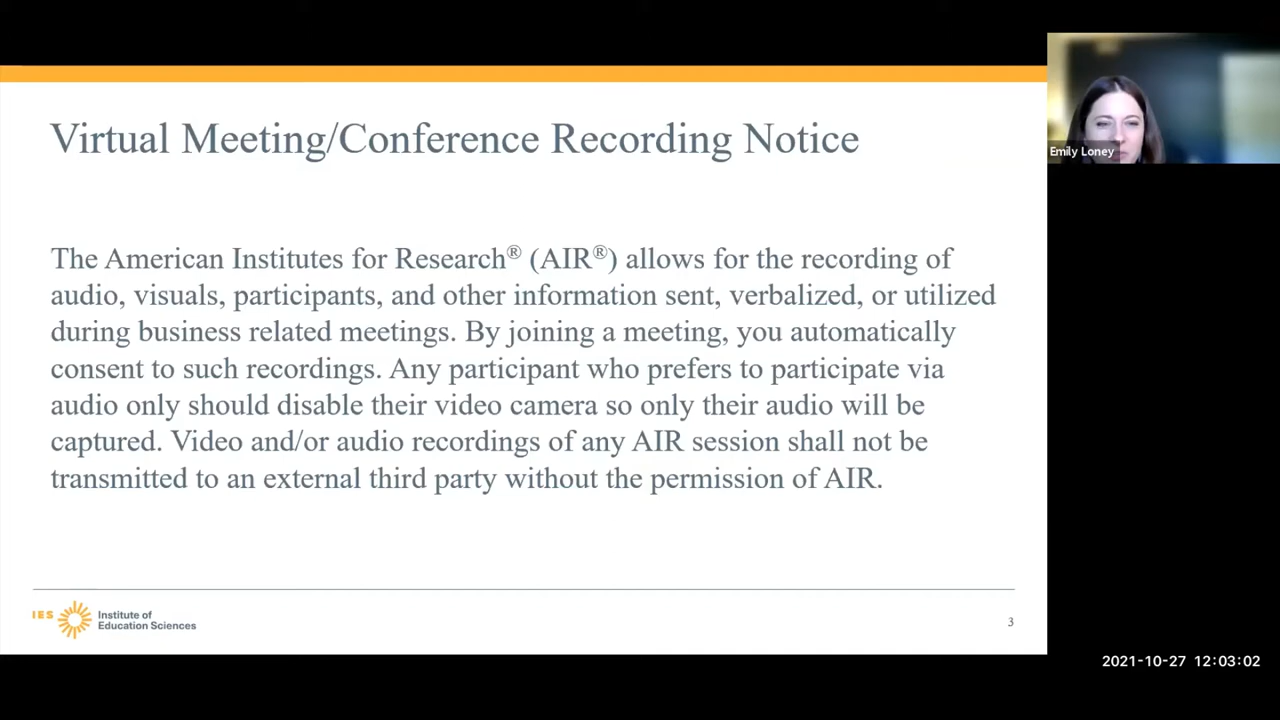 Virtual Meeting/Conference Recording Notice
Emily Loney
The American Institutes for Research® (AIR®) allows for the recording of
audio, visuals, participants, and other information sent, verbalized, or utilized
during business related meetings. By joining a meeting, you automatically
consent to such recordings. Any participant who prefers to participate via
audio only should disable their video camera so only their audio will be
captured. Video and/or audio recordings of any AIR session shall not be
transmitted to an external third party without the permission of AIR.
IES Institute of
Education Sciences
3
2021-10-27 12:03:02